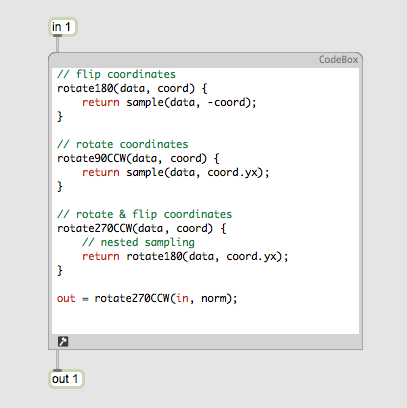 in 1
CodeBox
// flip coordinates
rotate180(data, coord) {
    return sample(data, -coord);
}
// rotate coordinates
rotate90CCW(data, coord) {
    return sample(data, coord.yx);
}
// rotate & flip coordinates
rotate270CCW(data, coord) {
    // nested sampling
    return rotate180(data, coord.yx);
}
out = rotate270CCW(in, norm);
out 1